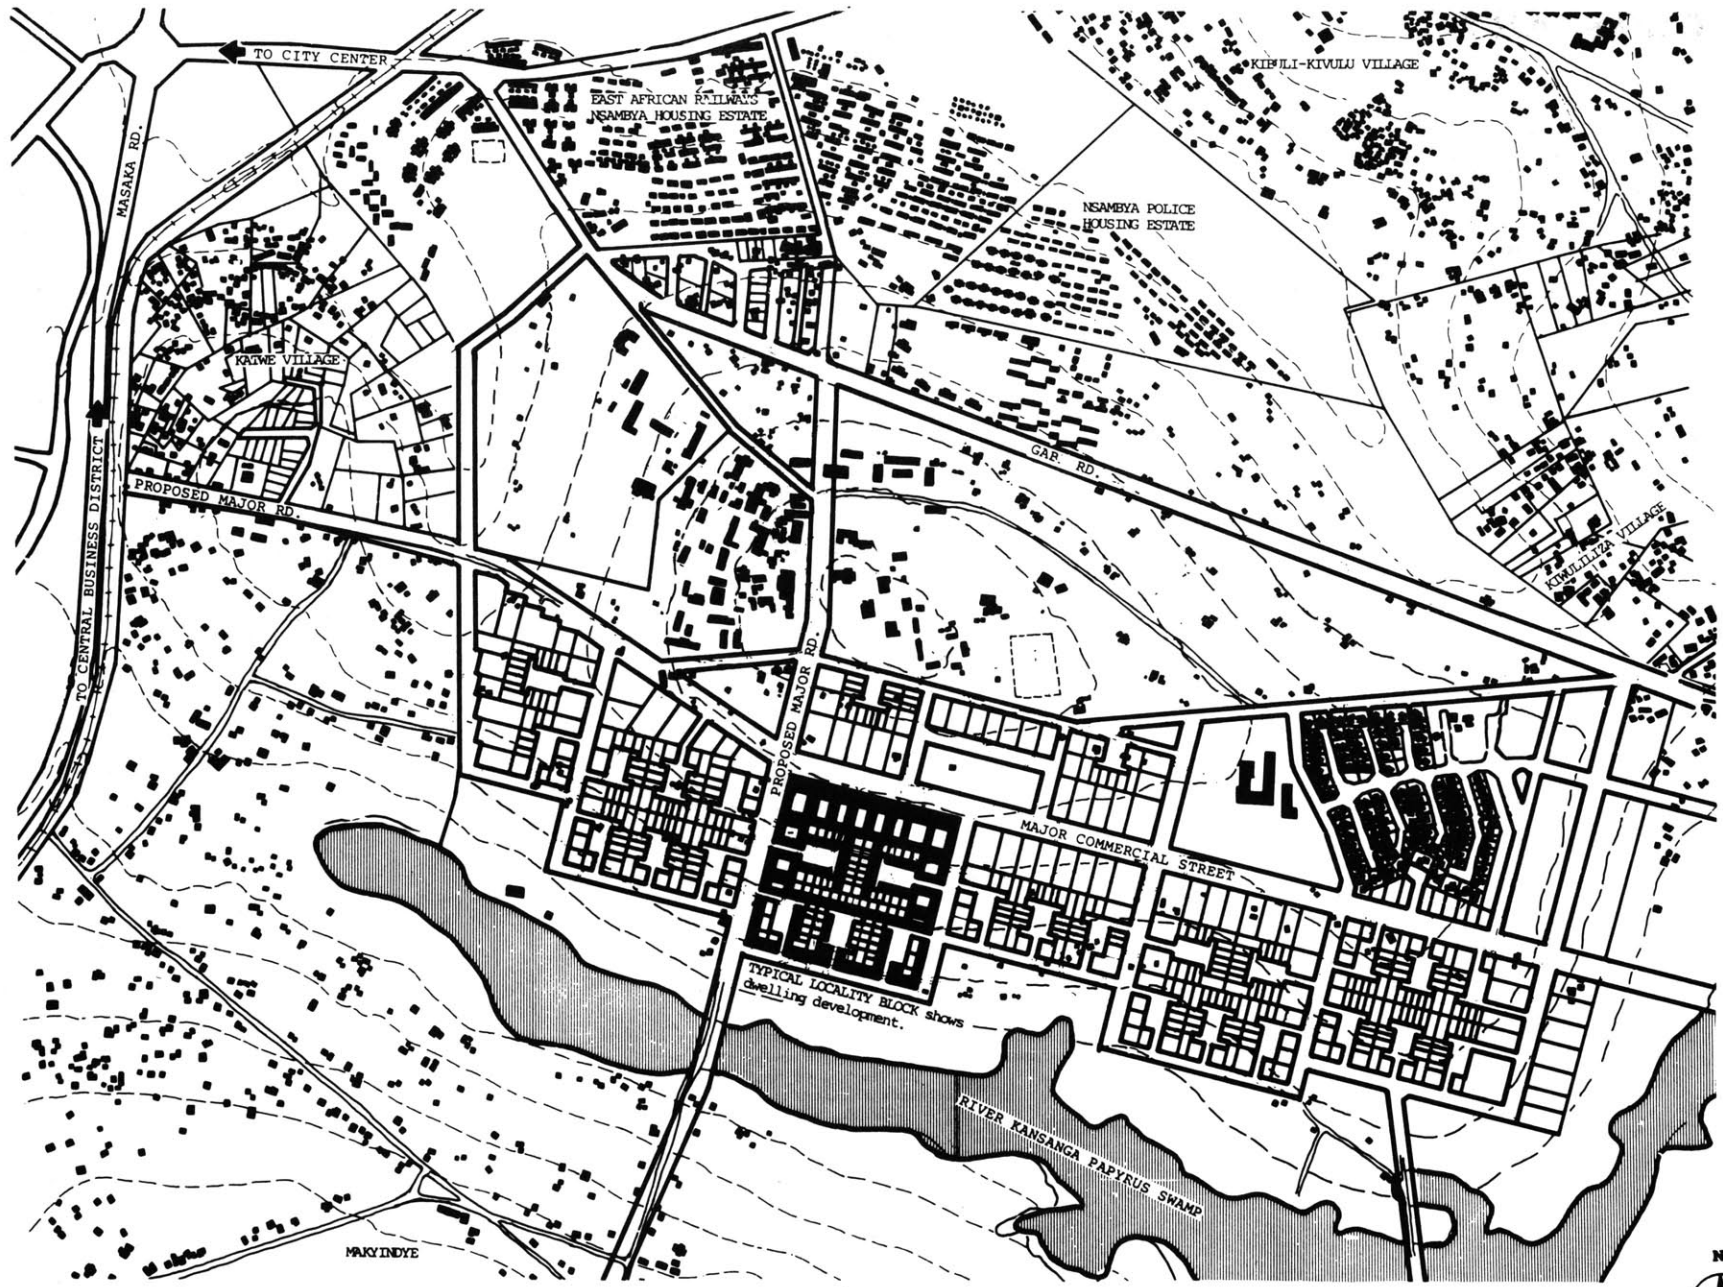 TO CITY CENTER
KIBULI-KIVULU VILLAGE
EAST AFRICAN RAILWAYS
NSAMBYA HOUSING ESTATE
MASAKA RD.
NSAMBYA POLICE
HOUSING ESTATE
KATWE VILLAGE
GAB. RD.
PROPOSED MAJOR RD.
TO CENTRAL BUSINESS DISTRICT
KIWULILIZA VILLAGE
PROPOSED MAJOR RD.
MAJOR COMMERCIAL STREET
TYPICAL LOCALITY BLOCK shows
dwelling development.
RIVER KANSANGA PAPYRUS SWAMP
MAKYINDYE
N